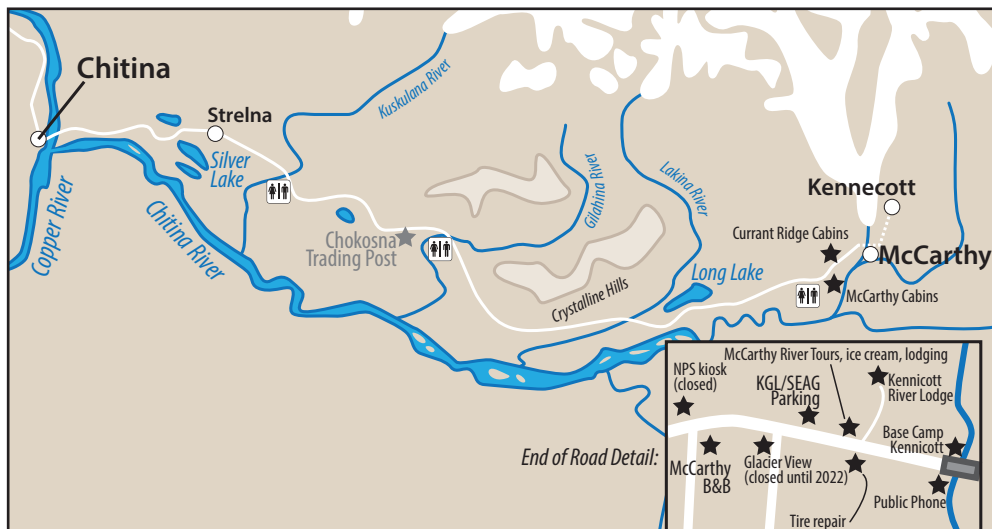 Chitina
Strelna
Kuskulana River
Silver
Lake
Copper River
Chitina River
Chokosna
Trading Post
Gilahina River
Lakina River
Crystalline Hills
Long Lake
Kennecott
Currant Ridge Cabins
McCarthy
McCarthy Cabins
End of Road Detail:
McCarthy River Tours, ice cream, lodging
NPS kiosk
(closed)
KGL/SEAG
Parking
Kennicott
River Lodge
Base Camp
Kennicott
McCarthy
B&B
Glacier View
(closed until 2022)
Public Phone
Tire repair